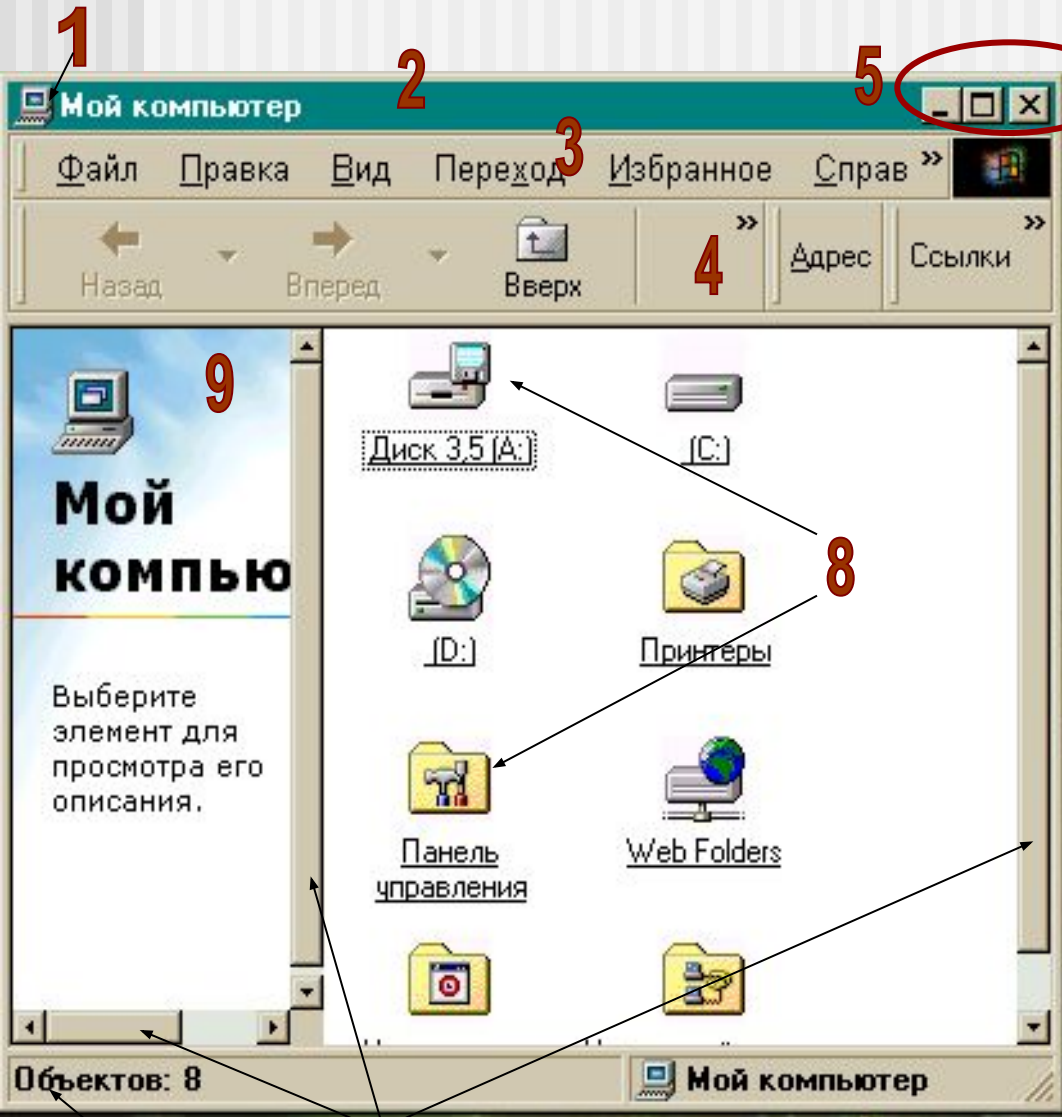 1
2
5
Мой компьютер
3
Файл Правка Вид Переход Избранное Справ »
4
» »
Назад Вперед Вверх Адрес Ссылки
9
Мой
компью
Выберите
элемент для
просмотра его
описания.
Диск 3,5 (A:) (C:)
8
(D:) Принтеры
Панель
управления
Web Folders
Объектов: 8 Мой компьютер